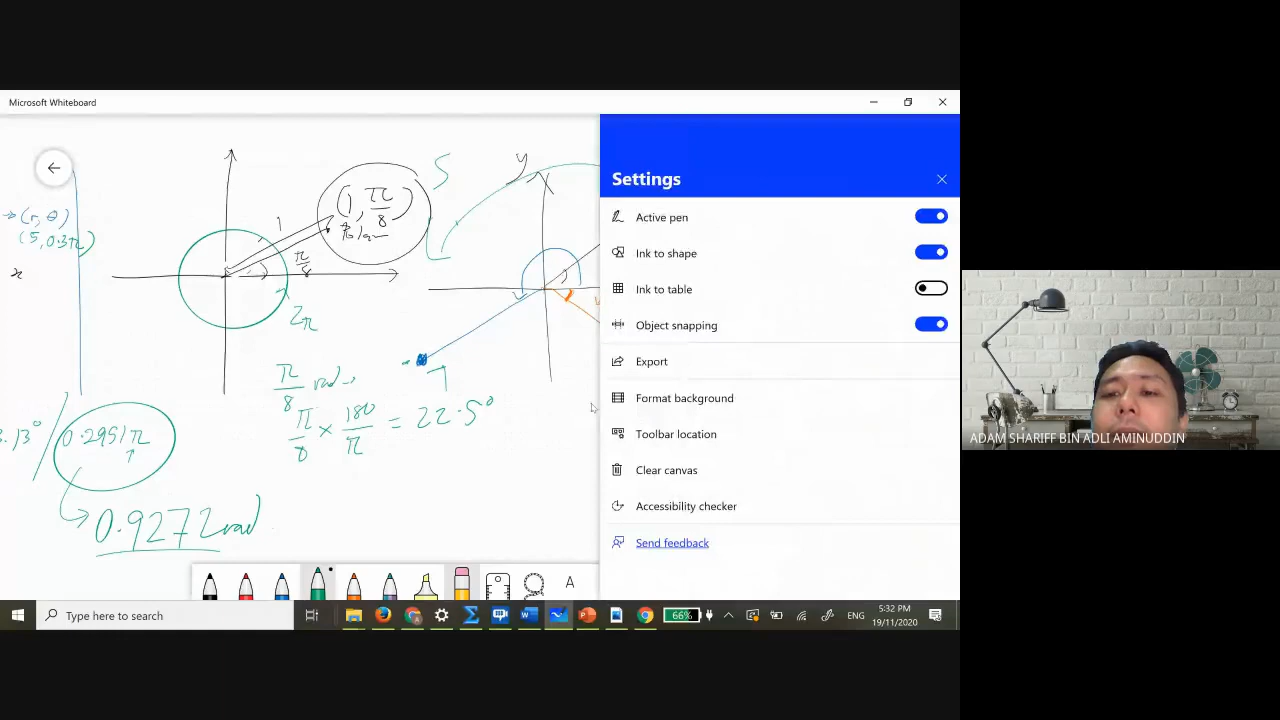 Microsoft Whiteboard
→ (r, θ)
(5, 0.3π)
x
1
(1, π/8)
π/8
2π
S
y
π/8 rad
π/8 × 180/π = 22.5°
.13°
0.2951π
0.9272 rad
Settings
Active pen
Ink to shape
Ink to table
Object snapping
Export
Format background
Toolbar location
Clear canvas
Accessibility checker
Send feedback
A
Type here to search
66%
ENG
5:32 PM
19/11/2020
ADAM SHARIFF BIN ADLI AMINUDDIN